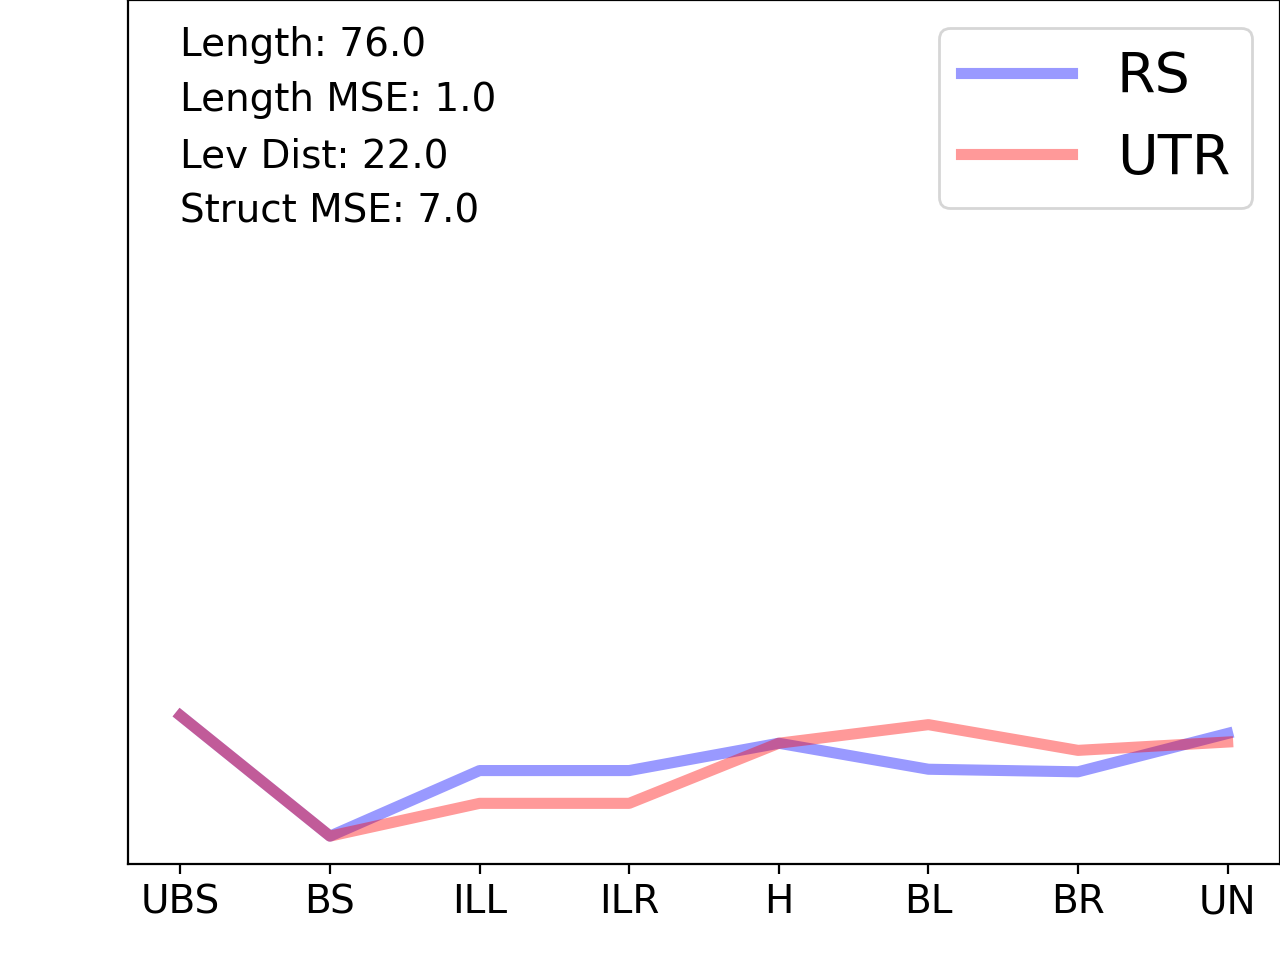 Length: 76.0
Length MSE: 1.0
Lev Dist: 22.0
Struct MSE: 7.0
RS
UTR
UBS BS ILL ILR H BL BR UN